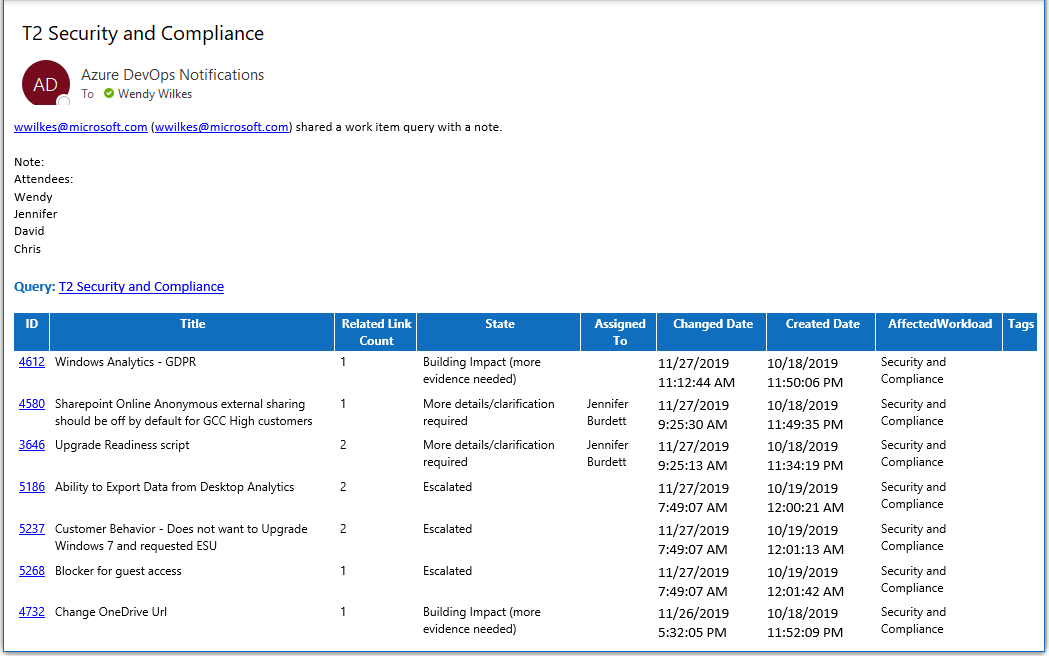 T2 Security and Compliance
AD
Azure DevOps Notifications
To Wendy Wilkes
wwilkes@microsoft.com (wwilkes@microsoft.com) shared a work item query with a note.
Note:
Attendees:
Wendy
Jennifer
David
Chris
Query: T2 Security and Compliance
ID Title Related Link State Assigned Changed Date Created Date AffectedWorkload Tags
Count To
4612 Windows Analytics - GDPR 1 Building Impact (more 11/27/2019 10/18/2019 Security and
evidence needed) 11:12:44 AM 11:50:06 PM Compliance
4580 Sharepoint Online Anonymous external sharing 1 More details/clarification Jennifer 11/27/2019 10/18/2019 Security and
should be off by default for GCC High customers required Burdett 9:25:30 AM 11:49:35 PM Compliance
3646 Upgrade Readiness script 2 More details/clarification Jennifer 11/27/2019 10/18/2019 Security and
required Burdett 9:25:13 AM 11:34:19 PM Compliance
5186 Ability to Export Data from Desktop Analytics 2 Escalated 11/27/2019 10/19/2019 Security and
7:49:07 AM 12:00:21 AM Compliance
5237 Customer Behavior - Does not want to Upgrade 2 Escalated 11/27/2019 10/19/2019 Security and
Windows 7 and requested ESU 7:49:07 AM 12:01:13 AM Compliance
5268 Blocker for guest access 1 Escalated 11/27/2019 10/19/2019 Security and
7:49:07 AM 12:01:42 AM Compliance
4732 Change OneDrive Url 1 Building Impact (more 11/26/2019 10/18/2019 Security and
evidence needed) 5:32:05 PM 11:52:09 PM Compliance